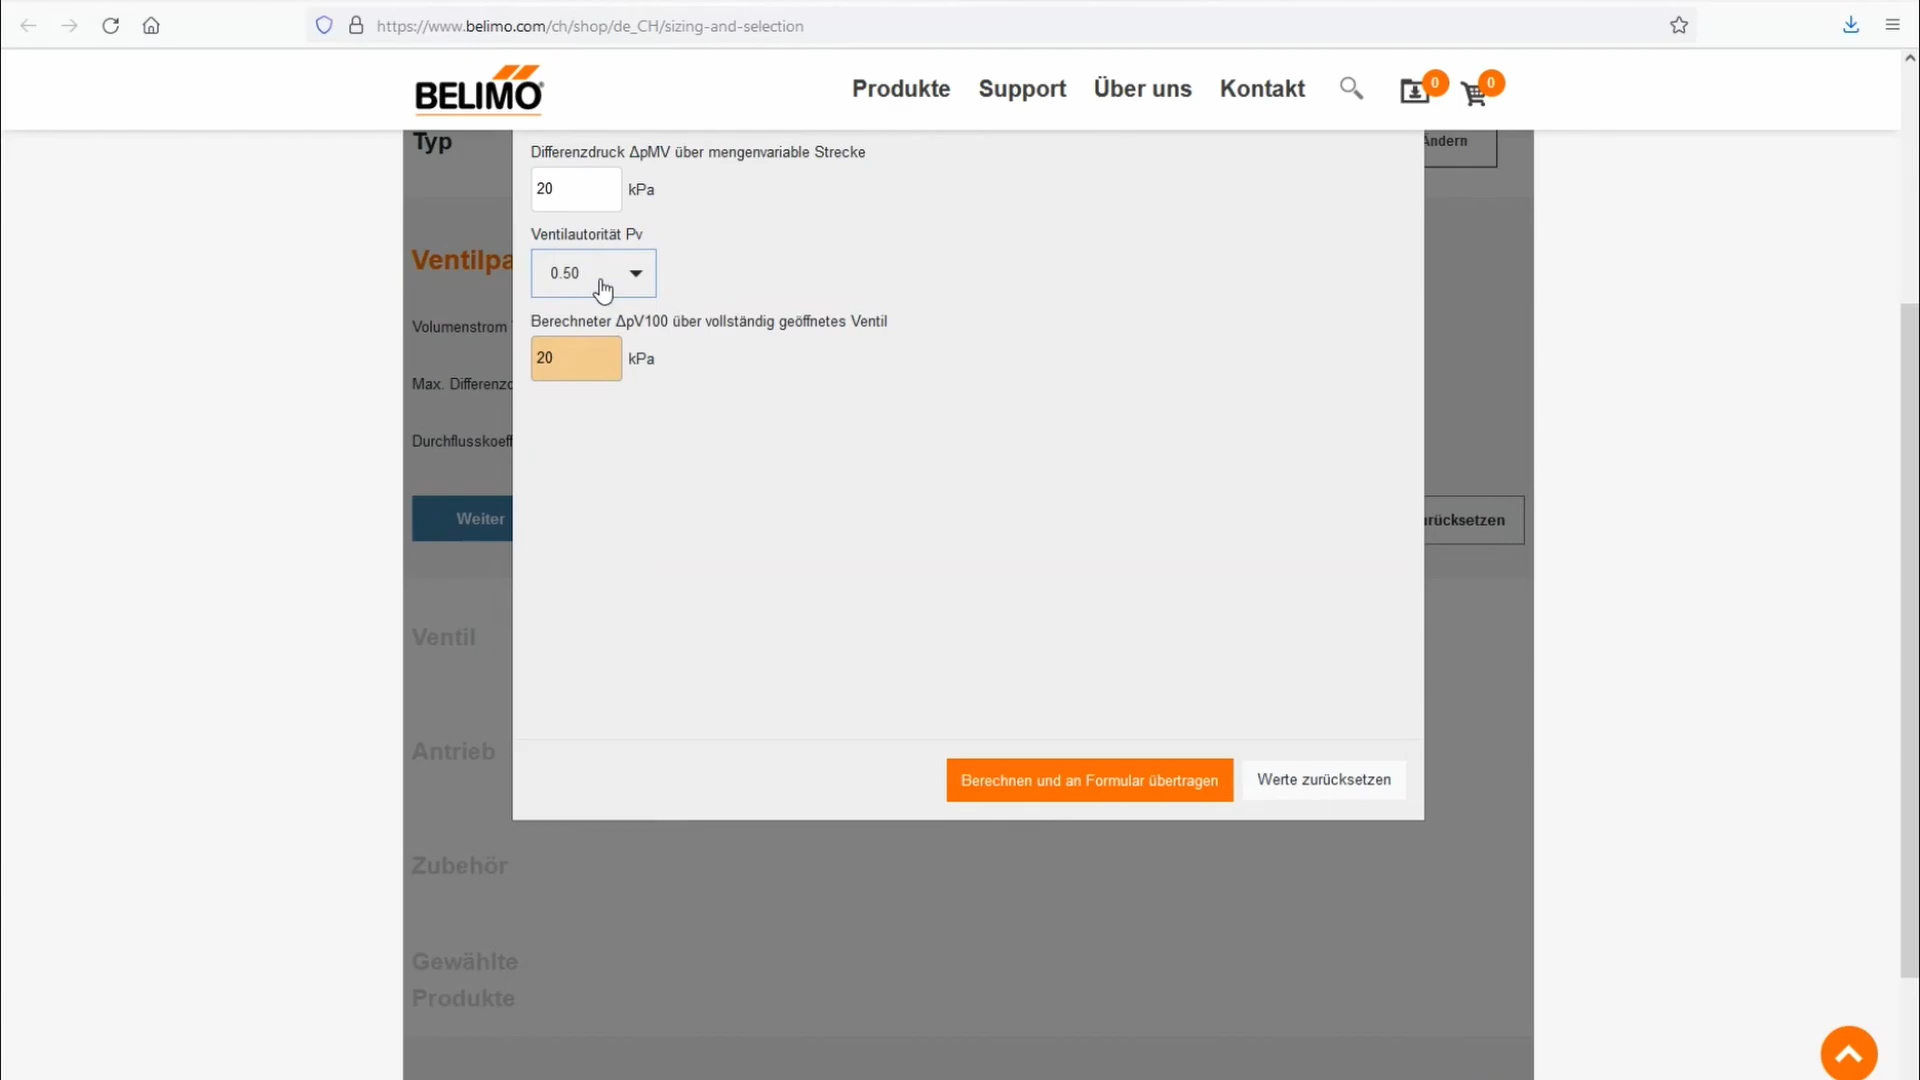 https://www.belimo.com/ch/shop/de_CH/sizing-and-selection
BELIMO
Produkte
Support
Über uns
Kontakt
0
0
Typ
Ändern
Differenzdruck ΔpMV über mengenvariable Strecke
20 kPa
Ventilautorität Pv
0.50
Berechneter ΔpV100 über vollständig geöffnetes Ventil
20 kPa
Ventilpa
Volumenstrom
Max. Differenzd
Durchflusskoeff
Weiter
urücksetzen
Berechnen und an Formular übertragen
Werte zurücksetzen
Ventil
Antrieb
Zubehör
Gewählte
Produkte